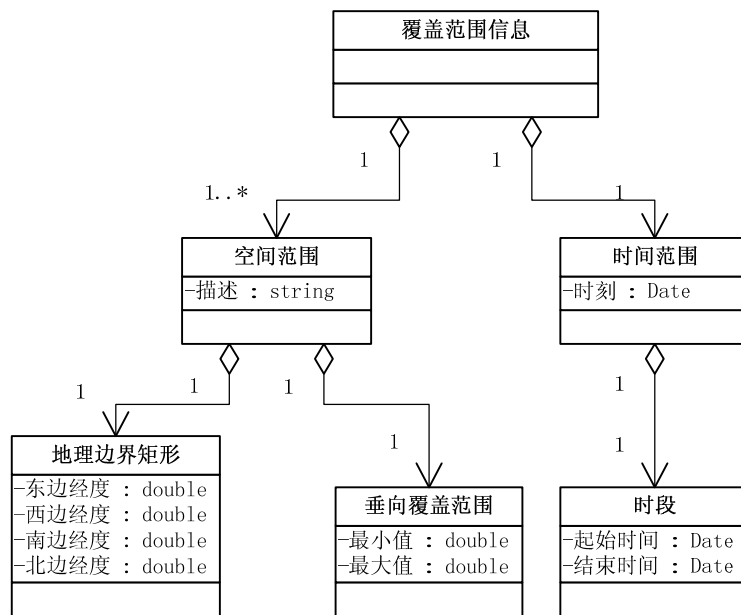 覆盖范围信息
1
1
1..*
1
空间范围
-描述 : string
时间范围
-时刻 : Date
1
1
1
1
1
1
地理边界矩形
-东边经度 : double
-西边经度 : double
-南边经度 : double
-北边经度 : double
垂向覆盖范围
-最小值 : double
-最大值 : double
时段
-起始时间 : Date
-结束时间 : Date